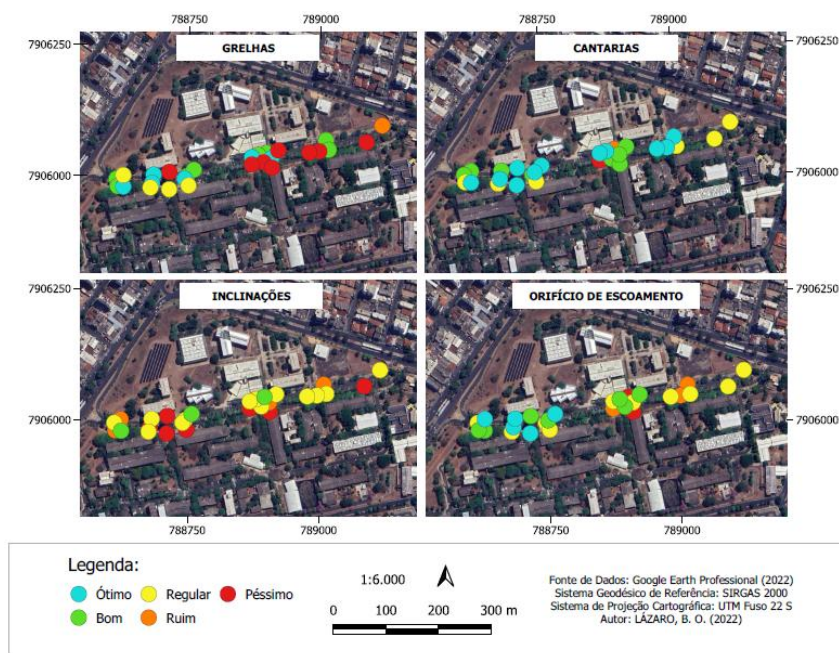 788750 789000 788750 789000
7906250 GRELHAS CANTARIAS 7906250
7906000 7906000
7906250 INCLINAÇÕES ORIFÍCIO DE ESCOAMENTO 7906250
7906000 7906000
788750 789000 788750 789000
Legenda:
Ótimo Regular Péssimo
Bom Ruim
1:6.000
0 100 200 300 m
Fonte de Dados: Google Earth Professional (2022)
Sistema Geodésico de Referência: SIRGAS 2000
Sistema de Projeção Cartográfica: UTM Fuso 22 S
Autor: LÁZARO, B. O. (2022)